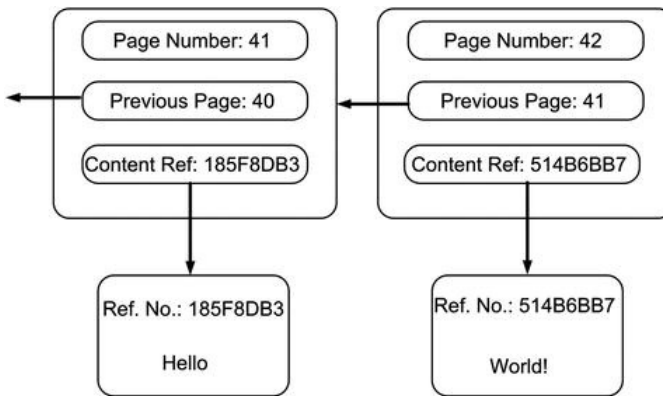 Page Number: 41
Previous Page: 40
Content Ref: 185F8DB3
Ref. No.: 185F8DB3
Hello
Page Number: 42
Previous Page: 41
Content Ref: 514B6BB7
Ref. No.: 514B6BB7
World!